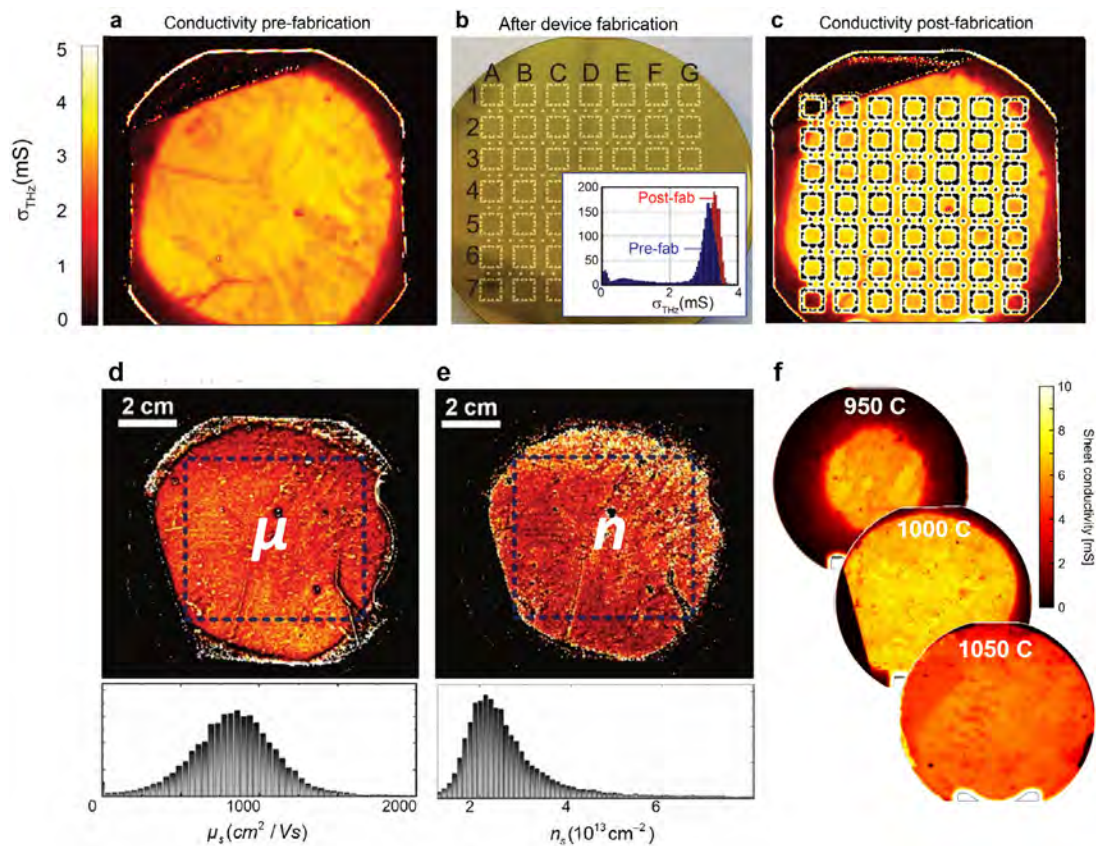 a
Conductivity pre-fabrication
b
After device fabrication
c
Conductivity post-fabrication
5
4
3
2
1
0
σTHz(mS)
A B C D E F G
1
2
3
4
5
6
7
200
150
100
50
0
Post-fab
Pre-fab
0 2 4
σTHz(mS)
d
2 cm
μ
0 1000 2000
μs(cm² / Vs)
e
2 cm
n
2 4 6
ns(10¹³cm⁻²)
f
950 C
1000 C
1050 C
10
8
6
4
2
0
Sheet conductivity [mS]